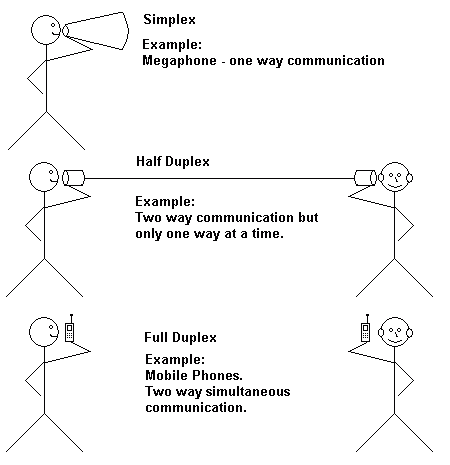 Simplex
Example:
Megaphone - one way communication
Half Duplex
Example:
Two way communication but
only one way at a time.
Full Duplex
Example:
Mobile Phones.
Two way simultaneous
communication.